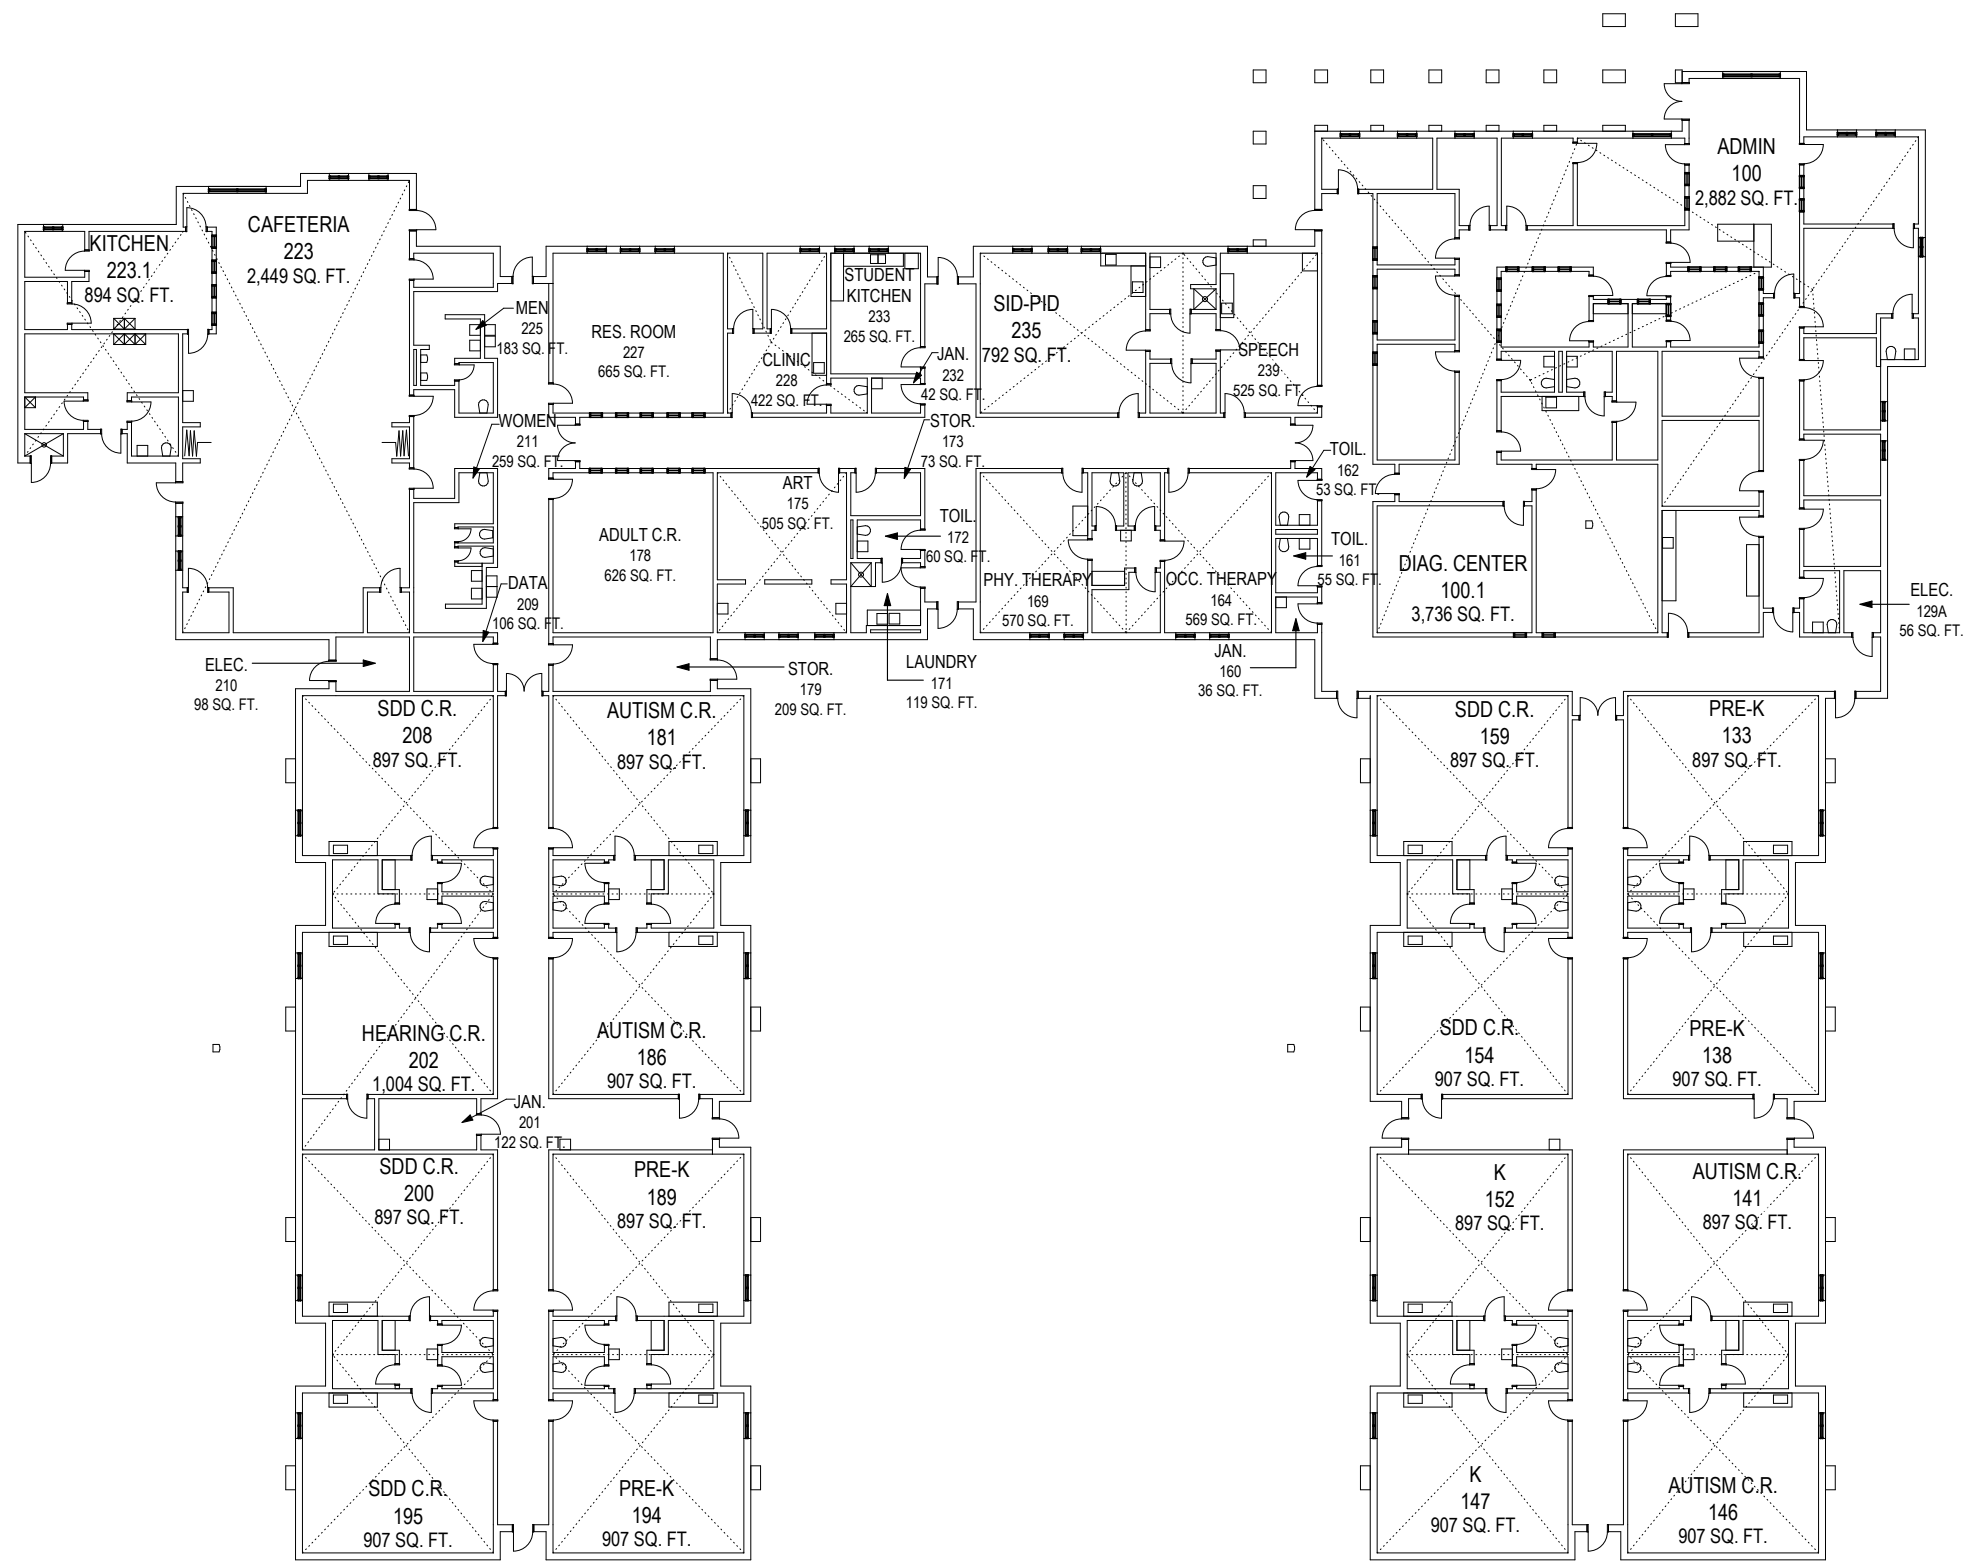 ADMIN
100
2,882 SQ. FT.
CAFETERIA
223
2,449 SQ. FT.
KITCHEN
223.1
894 SQ. FT.
MEN
225
183 SQ. FT.
RES. ROOM
227
665 SQ. FT.
CLINIC
228
422 SQ. FT.
STUDENT
KITCHEN
233
265 SQ. FT.
JAN.
232
42 SQ. FT.
SID-PID
235
792 SQ. FT.
SPEECH
239
525 SQ. FT.
WOMEN
211
259 SQ. FT.
STOR.
173
73 SQ. FT.
TOIL.
162
53 SQ. FT.
ADULT C.R.
178
626 SQ. FT.
ART
175
505 SQ. FT.
TOIL.
172
60 SQ. FT.
PHY. THERAPY
169
570 SQ. FT.
OCC. THERAPY
164
569 SQ. FT.
TOIL.
161
55 SQ. FT.
DIAG. CENTER
100.1
3,736 SQ. FT.
ELEC.
129A
56 SQ. FT.
DATA
209
106 SQ. FT.
ELEC.
210
98 SQ. FT.
STOR.
179
209 SQ. FT.
LAUNDRY
171
119 SQ. FT.
JAN.
160
36 SQ. FT.
SDD C.R.
208
897 SQ. FT.
AUTISM C.R.
181
897 SQ. FT.
SDD C.R.
159
897 SQ. FT.
PRE-K
133
897 SQ. FT.
HEARING C.R.
202
1,004 SQ. FT.
AUTISM C.R.
186
907 SQ. FT.
SDD C.R.
154
907 SQ. FT.
PRE-K
138
907 SQ. FT.
JAN.
201
122 SQ. FT.
SDD C.R.
200
897 SQ. FT.
PRE-K
189
897 SQ. FT.
K
152
897 SQ. FT.
AUTISM C.R.
141
897 SQ. FT.
SDD C.R.
195
907 SQ. FT.
PRE-K
194
907 SQ. FT.
K
147
907 SQ. FT.
AUTISM C.R.
146
907 SQ. FT.